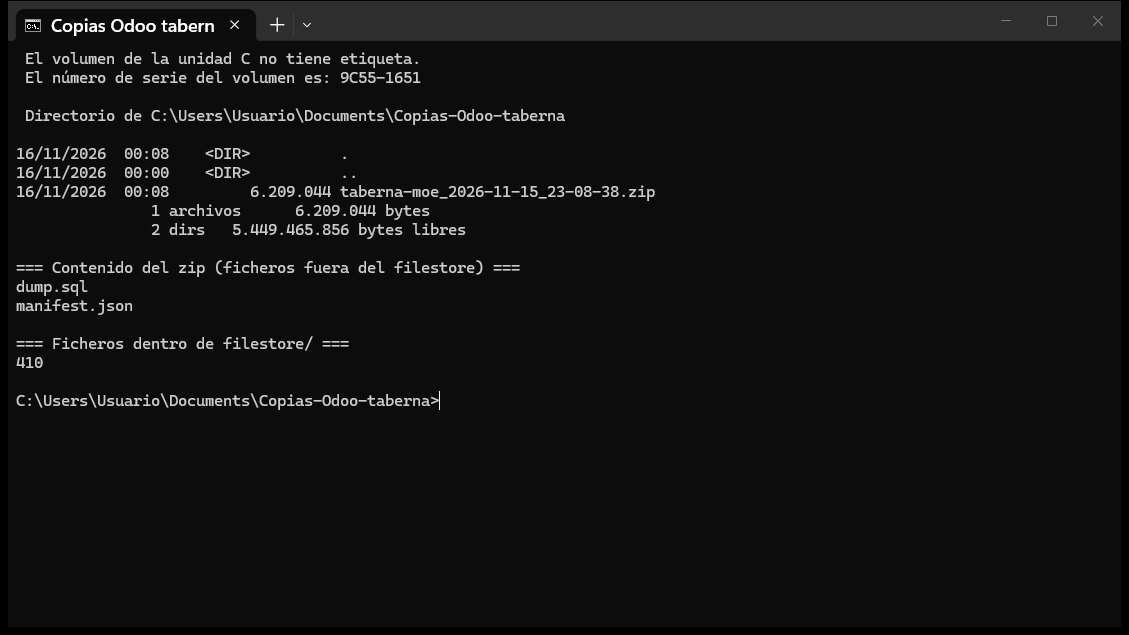 Copias Odoo tabern
El volumen de la unidad C no tiene etiqueta.
El número de serie del volumen es: 9C55-1651
Directorio de C:\Users\Usuario\Documents\Copias-Odoo-taberna
16/11/2026  00:08    <DIR>          .
16/11/2026  00:00    <DIR>          ..
16/11/2026  00:08         6.209.044 taberna-moe_2026-11-15_23-08-38.zip
1 archivos      6.209.044 bytes
2 dirs   5.449.465.856 bytes libres
=== Contenido del zip (ficheros fuera del filestore) ===
dump.sql
manifest.json
=== Ficheros dentro de filestore/ ===
410
C:\Users\Usuario\Documents\Copias-Odoo-taberna>